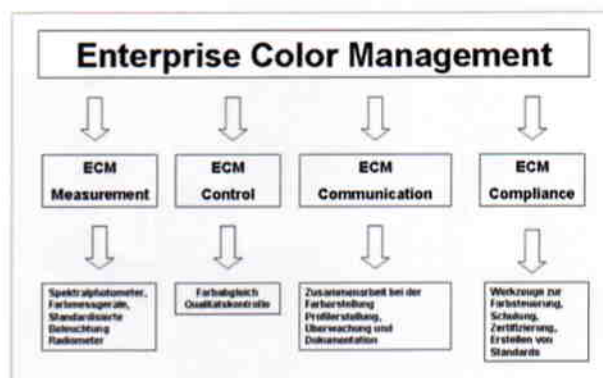 Enterprise Color Management
ECM
Measurement
ECM
Control
ECM
Communication
ECM
Compliance
Spektralphotometer,
Farbmessgeräte,
Standardisierte
Beleuchtung
Radiometer
Farbabgleich
Qualitätskontrolle
Zusammenarbeit bei der
Farberstellung
Profilerstellung,
Überwachung und
Dokumentation
Werkzeuge zur
Farbsteuerung,
Schulung,
Zertifizierung,
Erstellen von
Standards